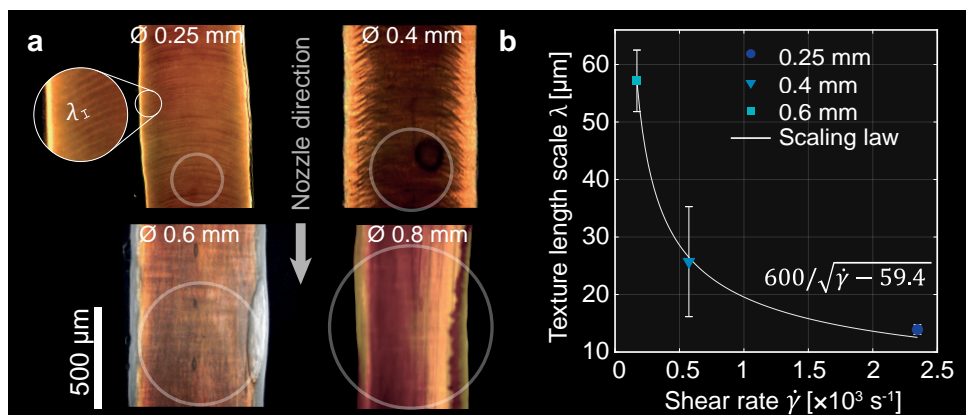 a
Ø 0.25 mm
Ø 0.4 mm
λ
Nozzle direction
Ø 0.6 mm
Ø 0.8 mm
500 µm
b
Texture length scale λ [µm]
60
50
40
30
20
10
0.25 mm
0.4 mm
0.6 mm
Scaling law
600/√(γ̇ − 59.4)
0
0.5
1
1.5
2
2.5
Shear rate γ̇ [×10³ s⁻¹]